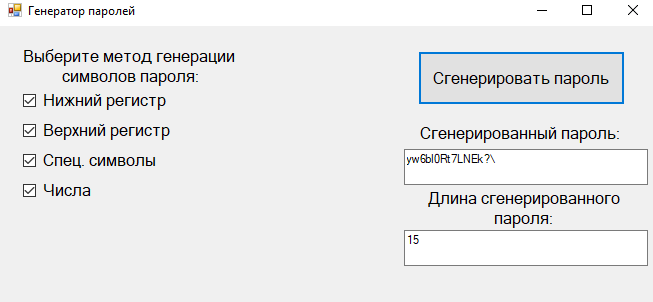 Генератор паролей
Выберите метод генерации
символов пароля:
Нижний регистр
Верхний регистр
Спец. символы
Числа
Сгенерировать пароль
Сгенерированный пароль:
yw6bl0Rt7LNEk?\
Длина сгенерированного
пароля:
15